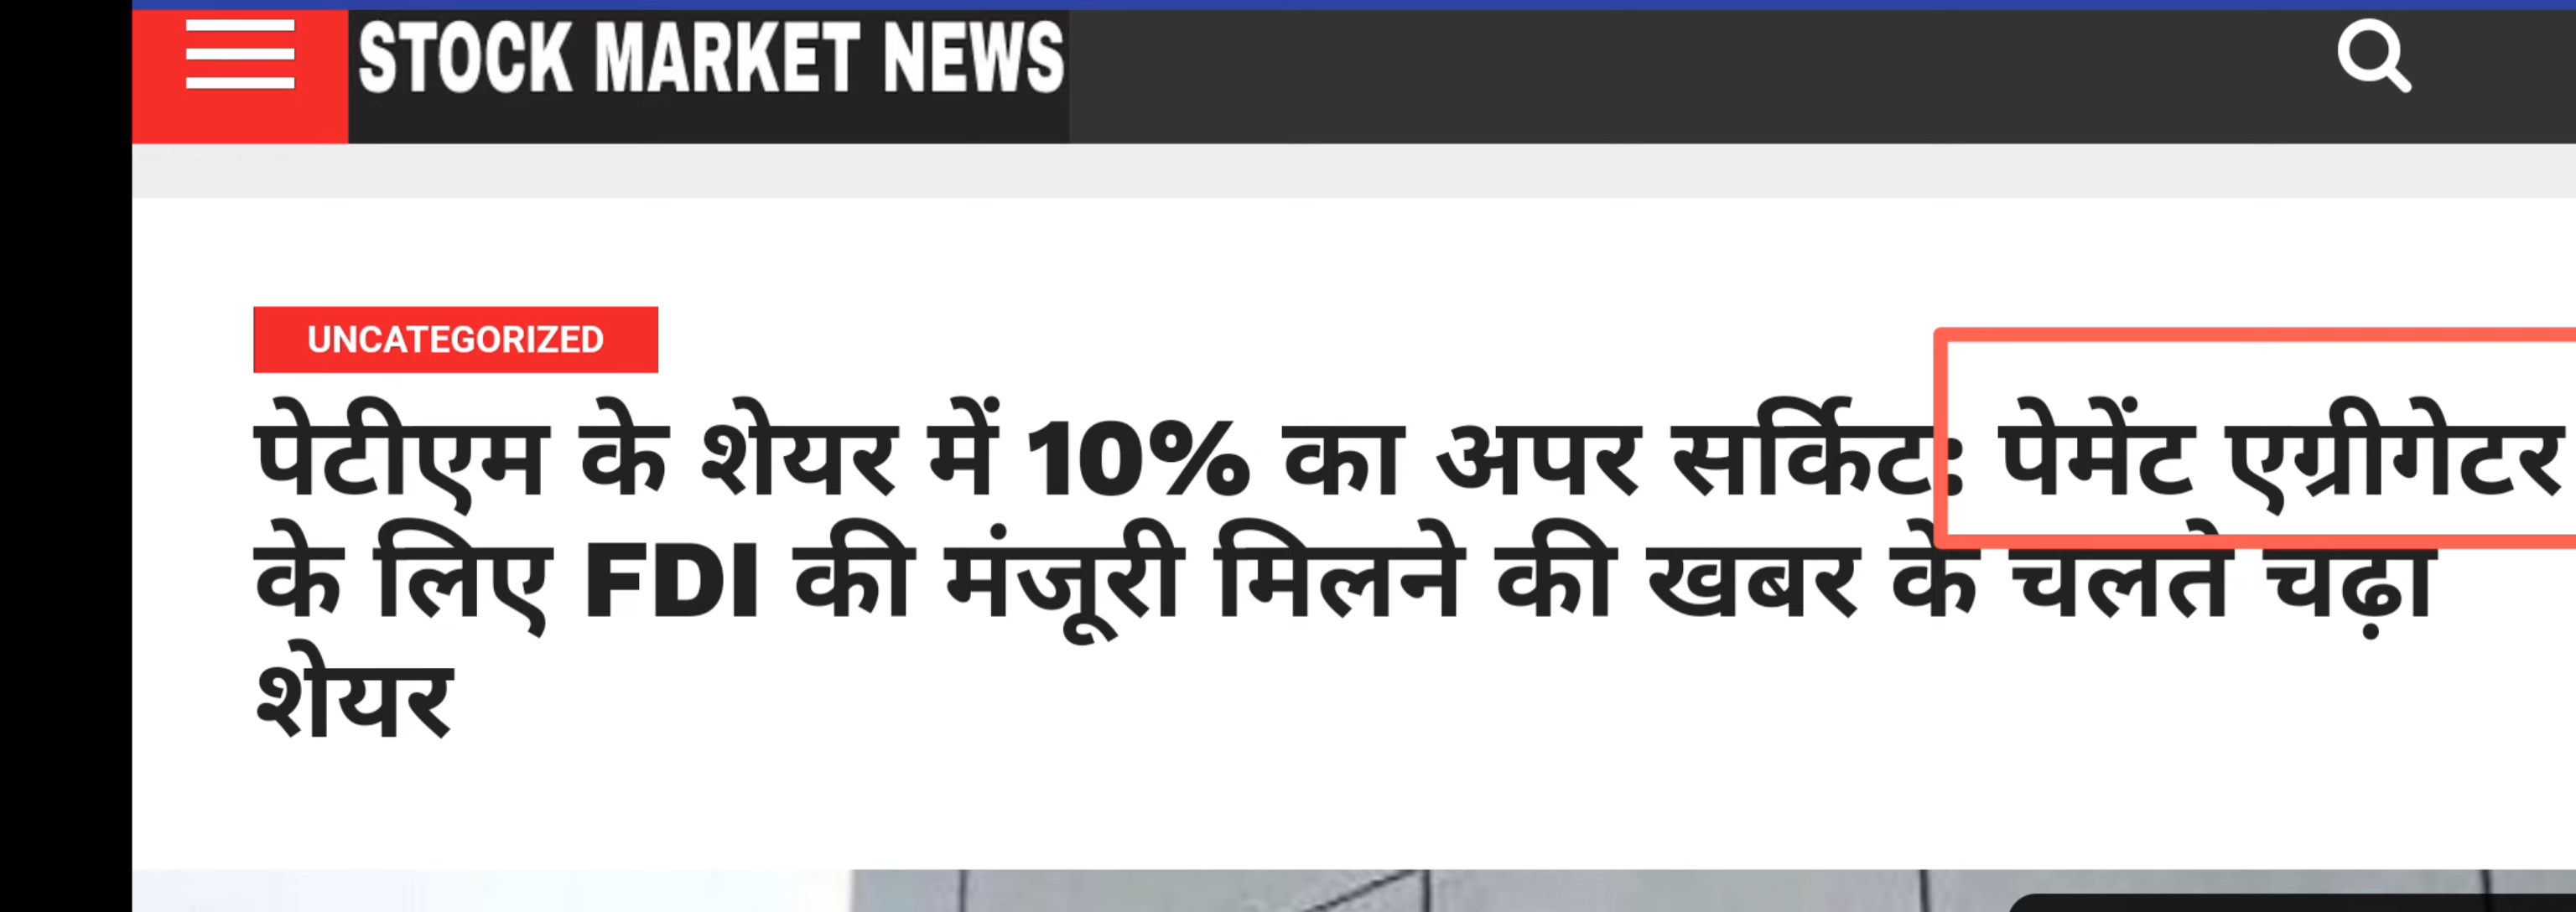 STOCK MARKET NEWS
UNCATEGORIZED
पेटीएम के शेयर में 10% का अपर सर्किट: पेमेंट एग्रीगेटर
के लिए FDI की मंजूरी मिलने की खबर के चलते चढ़ा
शेयर